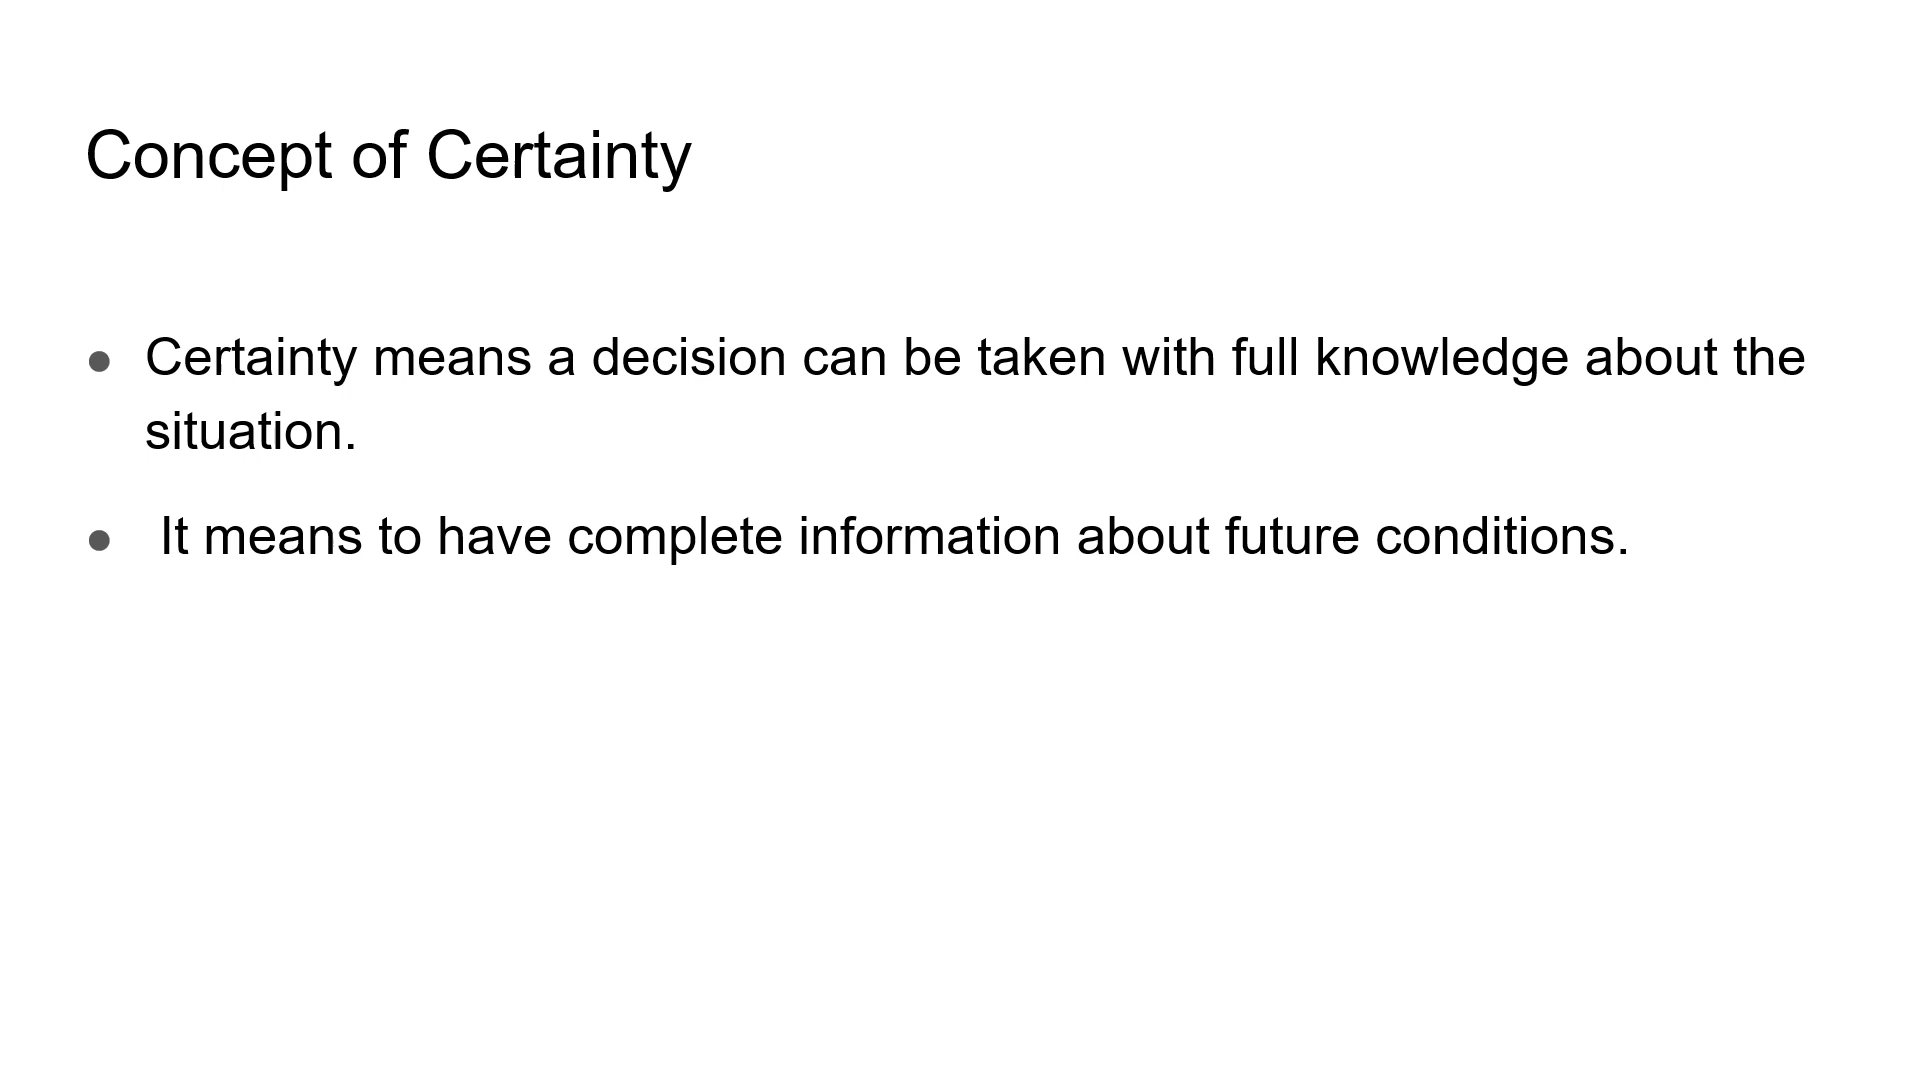 Concept of Certainty
● Certainty means a decision can be taken with full knowledge about the
situation.
● It means to have complete information about future conditions.